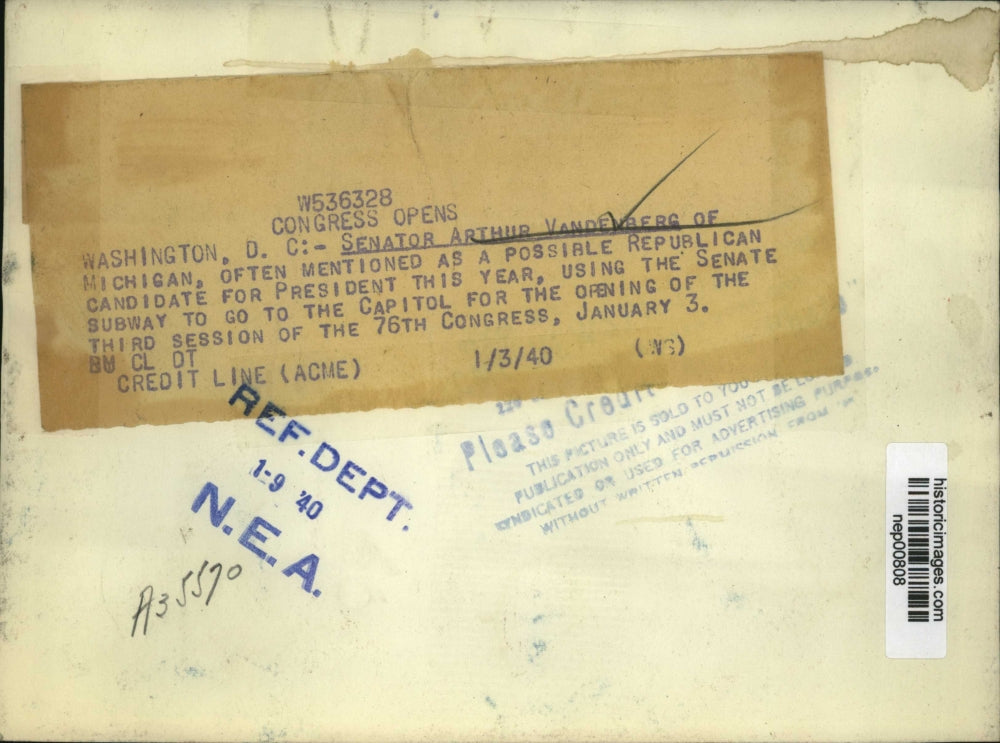 W536328
CONGRESS OPENS
WASHINGTON, D. C:- SENATOR ARTHUR VANDENBERG OF
MICHIGAN, OFTEN MENTIONED AS A POSSIBLE REPUBLICAN
CANDIDATE FOR PRESIDENT THIS YEAR, USING THE SENATE
SUBWAY TO GO TO THE CAPITOL FOR THE OPENING OF THE
THIRD SESSION OF THE 76TH CONGRESS, JANUARY 3.
BW CL DT
CREDIT LINE (ACME) 1/3/40 (WS)
Please Credit
THIS PICTURE IS SOLD TO YOU
PUBLICATION ONLY AND MUST NOT BE
SYNDICATED OR USED FOR ADVERTISING PURPOSE
WITHOUT WRITTEN PERMISSION FROM
REF. DEPT.
1-9 '40
N.E.A.
A35570
historicimages.com
nep00808